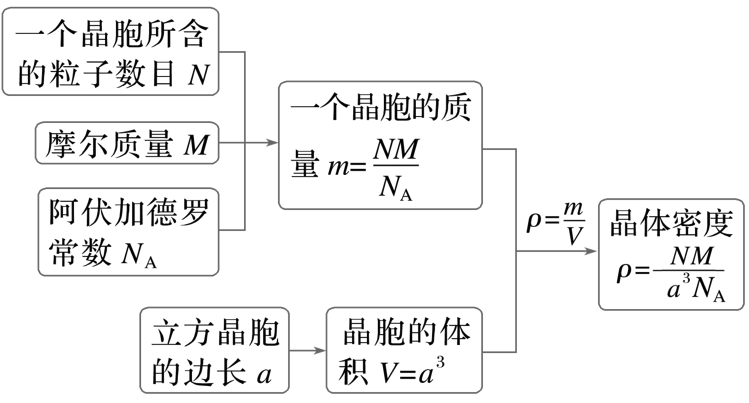 一个晶胞所含
的粒子数目 N
摩尔质量 M
阿伏加德罗
常数 N_A
一个晶胞的质
量 m=NM/N_A
立方晶胞
的边长 a
晶胞的体
积 V=a³
ρ=m/V
晶体密度
ρ=NM/a³N_A